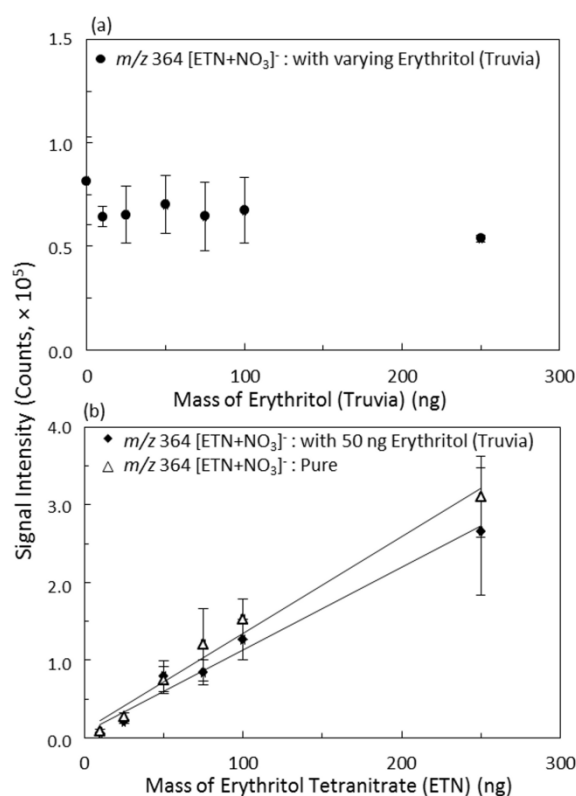 (a)
1.5
● m/z 364 [ETN+NO₃]⁻ : with varying Erythritol (Truvia)
1.0
0.5
0.0
0 100 200 300
Mass of Erythritol (Truvia) (ng)
Signal Intensity (Counts, × 10⁵)
(b)
4.0
◆ m/z 364 [ETN+NO₃]⁻ : with 50 ng Erythritol (Truvia)
△ m/z 364 [ETN+NO₃]⁻ : Pure
3.0
2.0
1.0
0.0
0 100 200 300
Mass of Erythritol Tetranitrate (ETN) (ng)